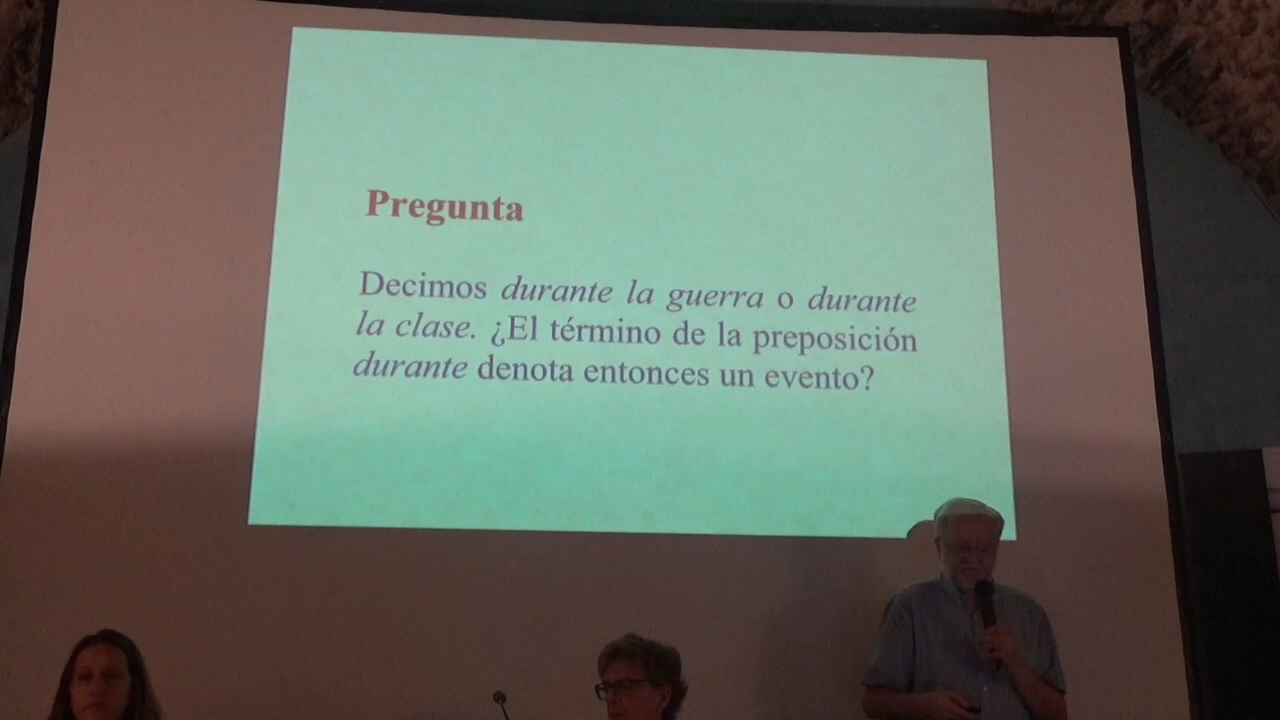 Pregunta
Decimos durante la guerra o durante
la clase. ¿El término de la preposición
durante denota entonces un evento?